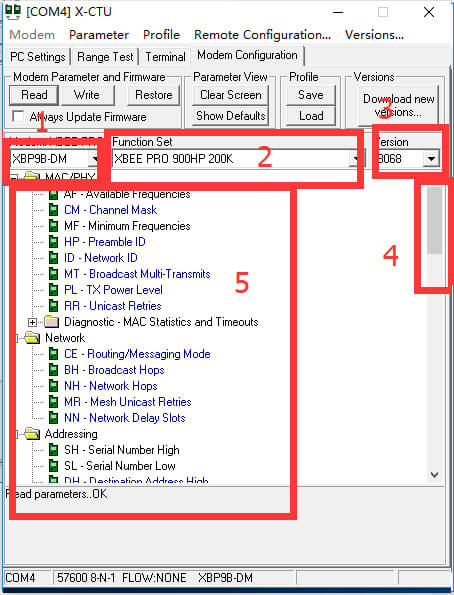 [COM4] X-CTU
Modem Parameter Profile Remote Configuration... Versions...
PC Settings Range Test Terminal Modem Configuration
Modem Parameter and Firmware Parameter View Profile Versions
Read Write Restore Clear Screen Save Download new
versions...
Always Update Firmware Show Defaults Load
1 3
Function Set
XBP9B-DM XBEE PRO 900HP 200K 2 8068
MAC/PHY
AF - Available Frequencies
CM - Channel Mask
MF - Minimum Frequencies
HP - Preamble ID
ID - Network ID
MT - Broadcast Multi-Transmits
PL - TX Power Level
RR - Unicast Retries
Diagnostic - MAC Statistics and Timeouts
4
5
Network
CE - Routing/Messaging Mode
BH - Broadcast Hops
NH - Network Hops
MR - Mesh Unicast Retries
NN - Network Delay Slots
Addressing
SH - Serial Number High
SL - Serial Number Low
DH - Destination Address High
Read parameters..OK
COM4 57600 8-N-1 FLOW:NONE XBP9B-DM